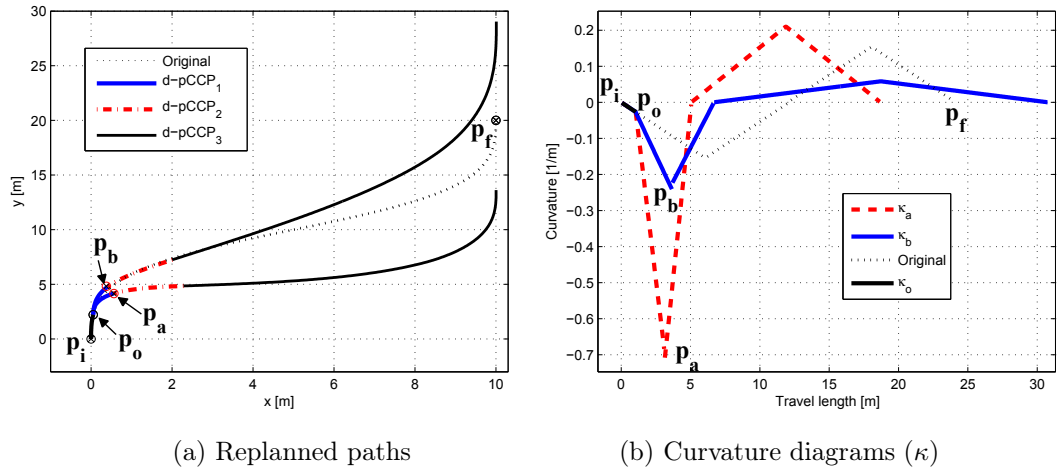 30
25
20
15
10
5
0
y [m]
0
2
4
6
8
10
x [m]
Original
d−pCCP1
d−pCCP2
d−pCCP3
pf
pb
pa
po
pi
(a) Replanned paths
0.2
0.1
0
−0.1
−0.2
−0.3
−0.4
−0.5
−0.6
−0.7
Curvature [1/m]
0
5
10
15
20
25
30
Travel length [m]
pi
po
pb
pa
pf
κa
κb
Original
κo
(b) Curvature diagrams (κ)